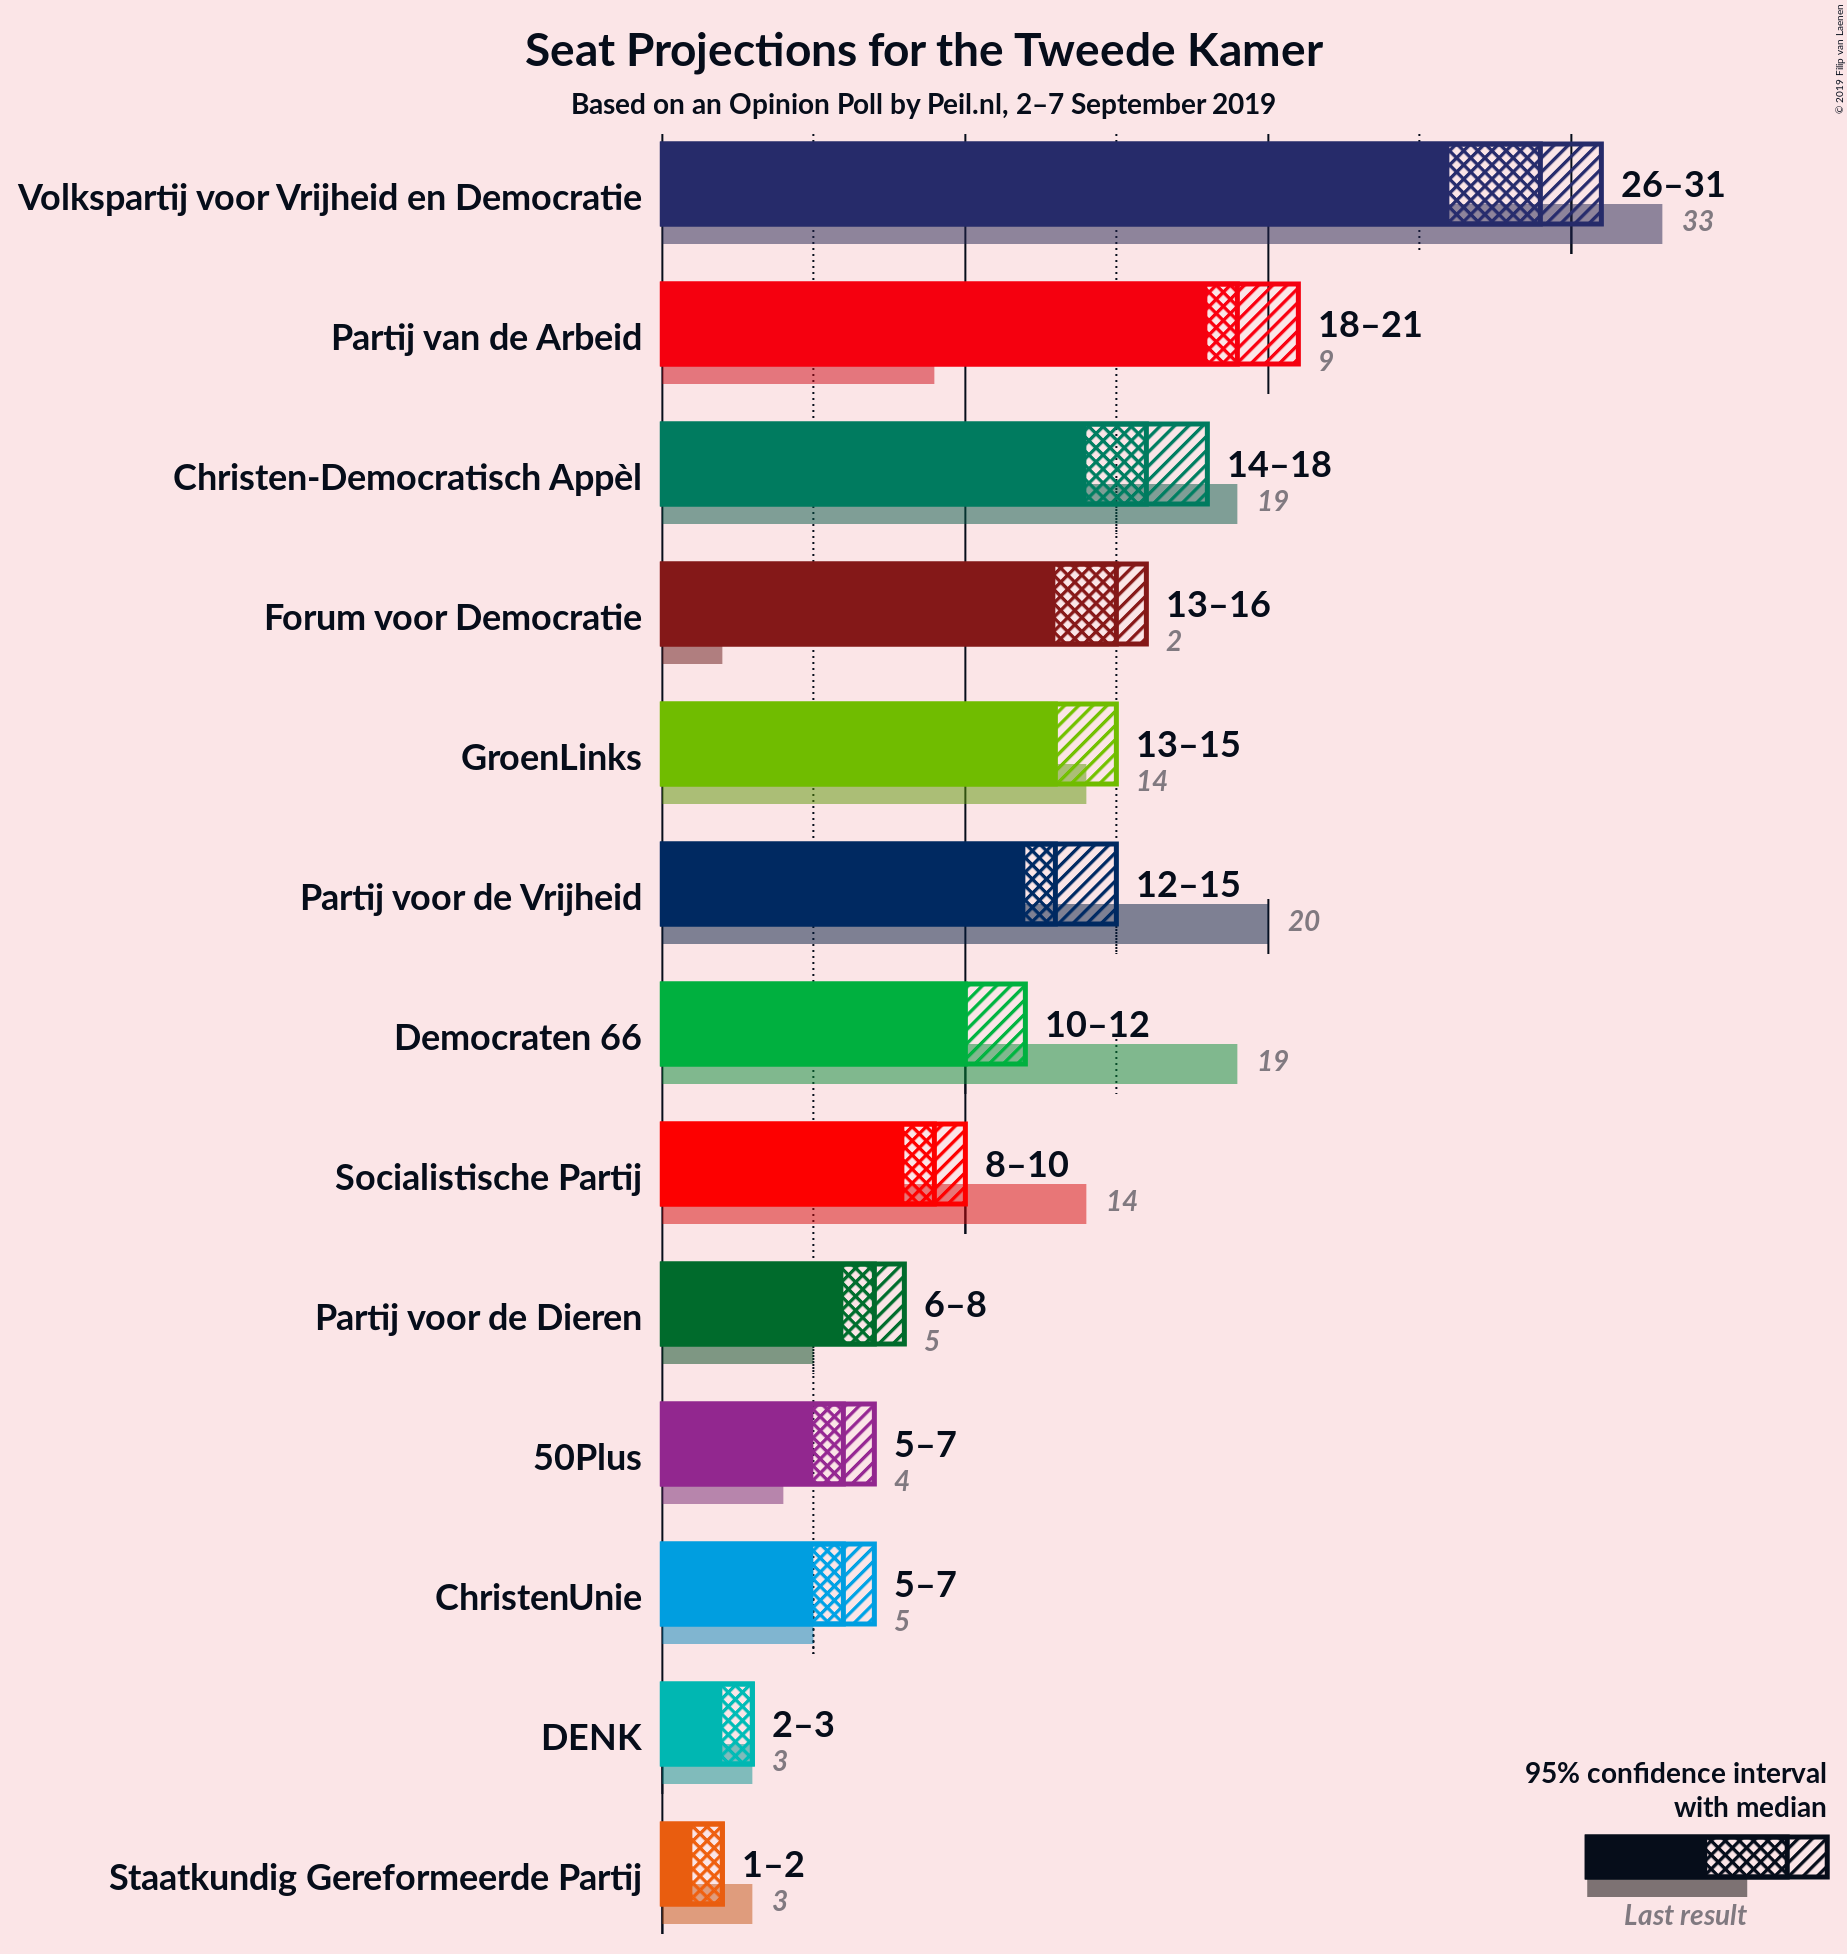 Seat Projections for the Tweede Kamer
Based on an Opinion Poll by Peil.nl, 2–7 September 2019
© 2019 Filip van Laenen
Volkspartij voor Vrijheid en Democratie
26–31
33
Partij van de Arbeid
18–21
9
Christen-Democratisch Appèl
14–18
19
Forum voor Democratie
13–16
2
GroenLinks
13–15
14
Partij voor de Vrijheid
12–15
20
Democraten 66
10–12
19
Socialistische Partij
8–10
14
Partij voor de Dieren
6–8
5
50Plus
5–7
4
ChristenUnie
5–7
5
DENK
2–3
3
Staatkundig Gereformeerde Partij
1–2
3
95% confidence interval
with median
Last result